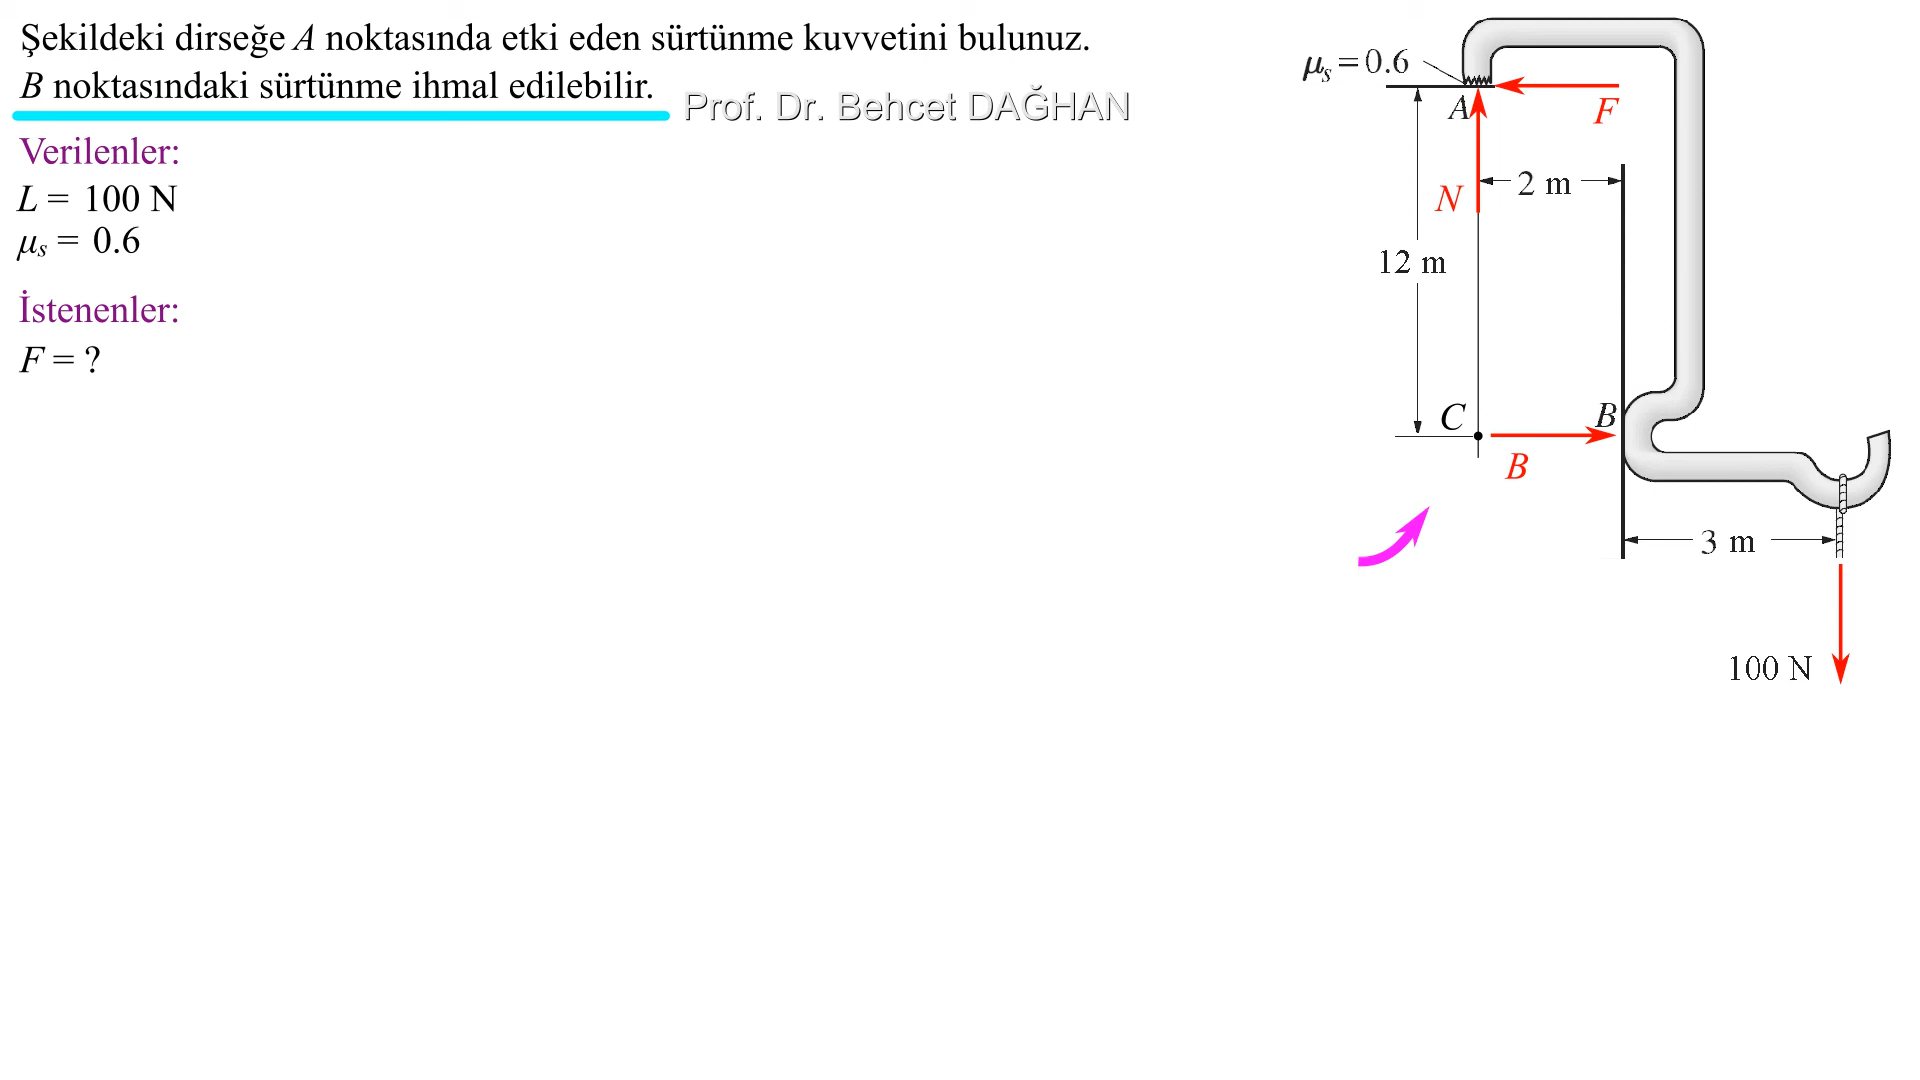 Şekildeki dirseğe A noktasında etki eden sürtünme kuvvetini bulunuz.
B noktasındaki sürtünme ihmal edilebilir.
Prof. Dr. Behcet DAĞHAN
Verilenler:
L = 100 N
μs = 0.6
İstenenler:
F = ?
μs = 0.6
A
F
N
2 m
12 m
C
B
B
3 m
100 N